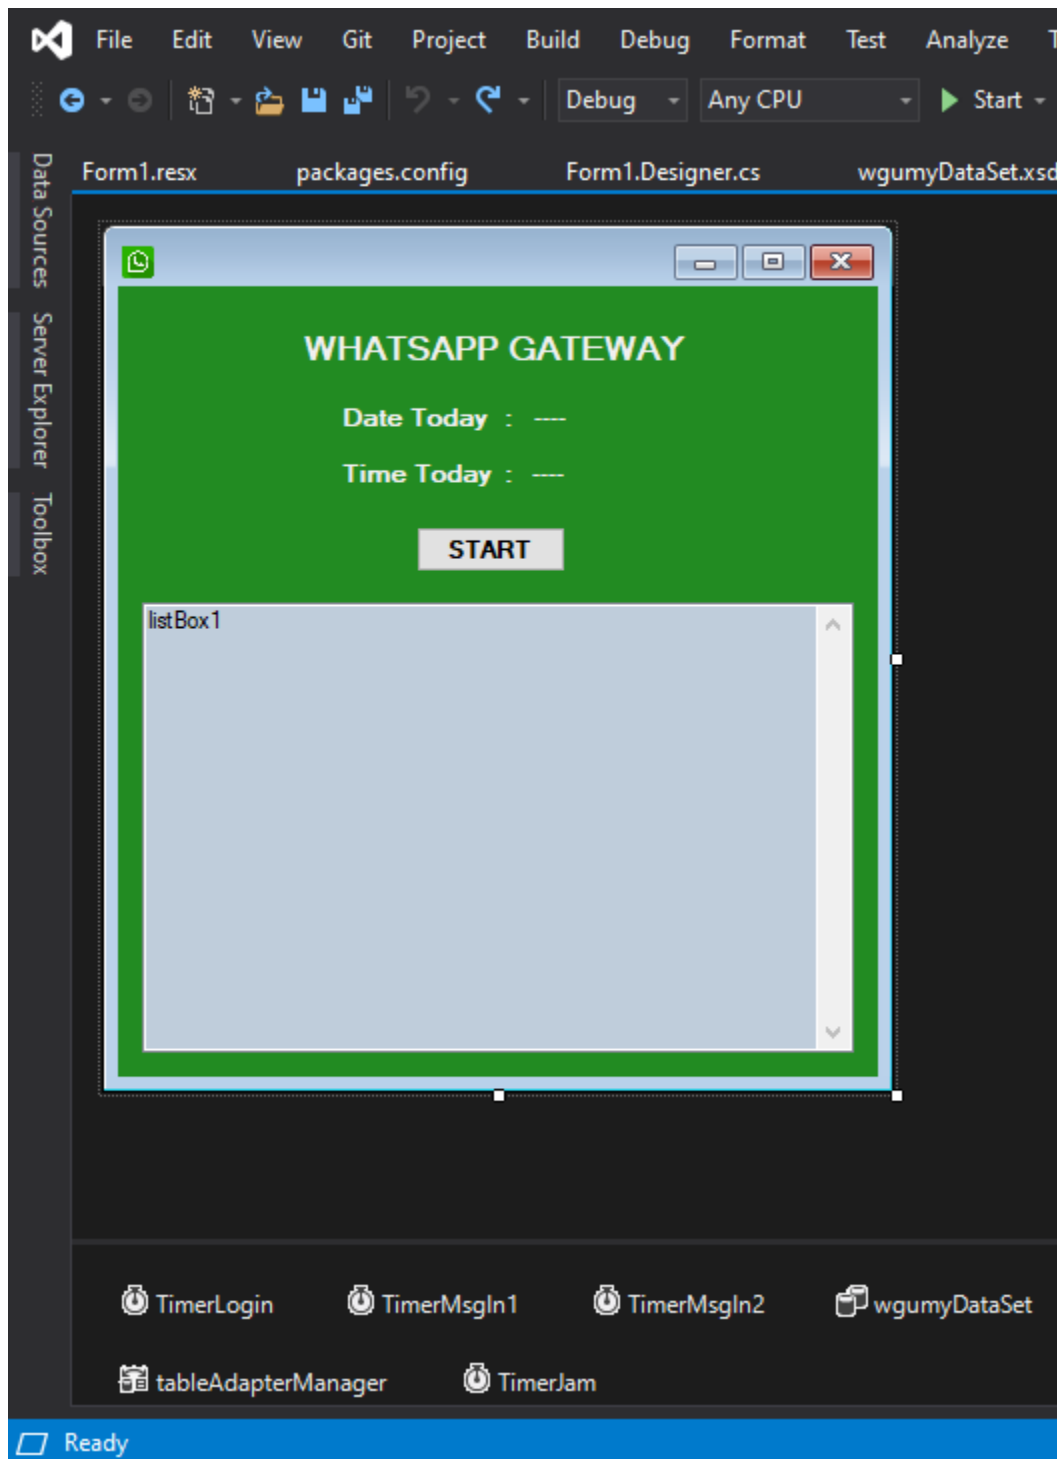 File Edit View Git Project Build Debug Format Test Analyze
Debug Any CPU Start
Form1.resx packages.config Form1.Designer.cs wgumyDataSet.xsd
Data Sources
Server Explorer
Toolbox
WHATSAPP GATEWAY
Date Today : ----
Time Today : ----
START
listBox1
TimerLogin TimerMsgIn1 TimerMsgIn2 wgumyDataSet
tableAdapterManager TimerJam
Ready